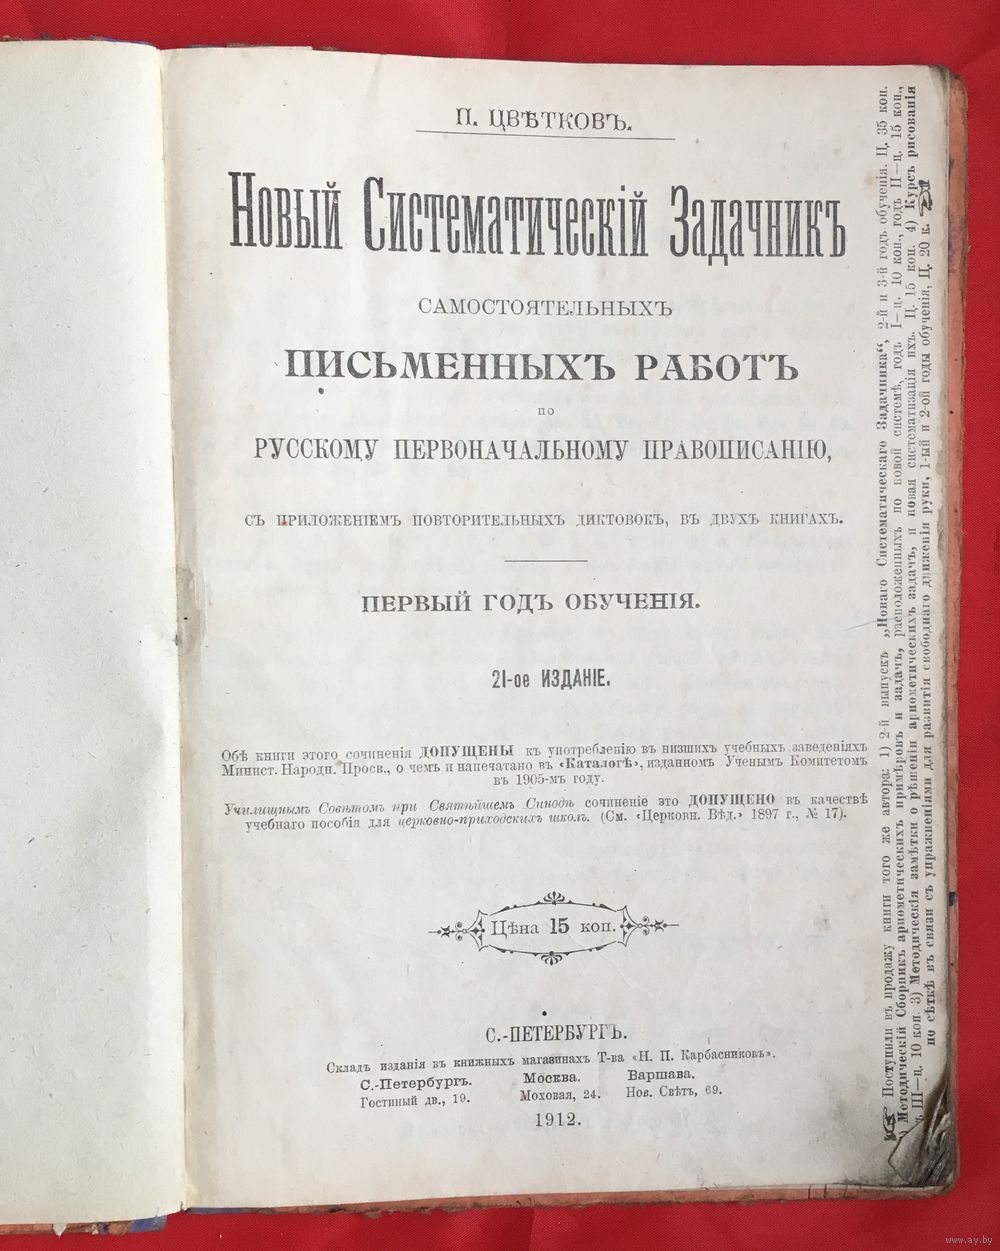 П. ЦВѢТКОВЪ.
Новый Систематическій Задачникъ
САМОСТОЯТЕЛЬНЫХЪ
ПИСЬМЕННЫХЪ РАБОТЪ
ПО
РУССКОМУ ПЕРВОНАЧАЛЬНОМУ ПРАВОПИСАНІЮ,
СЪ ПРИЛОЖЕНІЕМЪ ПОВТОРИТЕЛЬНЫХЪ ДИКТОВОКЪ, ВЪ ДВУХЪ КНИГАХЪ.
ПЕРВЫЙ ГОДЪ ОБУЧЕНІЯ.
21-ое ИЗДАНІЕ.
Обѣ книги этого сочиненія ДОПУЩЕНЫ къ употребленію въ низшихъ учебныхъ заведеніяхъ
Минист. Народн. Просв., о чемъ и напечатано въ «Каталогѣ», изданномъ Ученымъ Комитетомъ
въ 1905-мъ году.
Училищнымъ Совѣтомъ при Святѣйшемъ Синодѣ сочиненіе это ДОПУЩЕНО въ качествѣ
учебнаго пособія для церковно-приходскихъ школъ. (См. «Церковн. Вѣд.» 1897 г., № 17).
Цѣна 15 коп.
С.-ПЕТЕРБУРГЪ.
Складъ изданія въ книжныхъ магазинахъ Т-ва «Н. П. Карбасниковъ».
С.-Петербургъ. Москва. Варшава.
Гостиный дв., 19. Моховая, 24. Нов. Свѣтъ, 69.
1912.
Поступили въ продажу книги того же автора: 1) 2-й выпускъ „Новаго Систематическаго Задачника“, 2-й и 3-й годъ обученія. Ц. 35 коп.
Методическій Сборникъ ариѳметическихъ примѣровъ и задачъ, расположенныхъ по новой системѣ, годъ I—ц. 10 коп., годъ II—ц. 15 коп.,
III—ц. 10 коп. 3) Методическія замѣтки о рѣшеніи ариѳметическихъ задачъ, и новая систематизація ихъ. Ц. 15 коп. 4) Курсъ рисованія
по сѣткѣ въ связи съ упражненіями для развитія свободнаго движенія руки, 1-ый и 2-ой годы обученія, Ц. 20 к.
www.ay.by